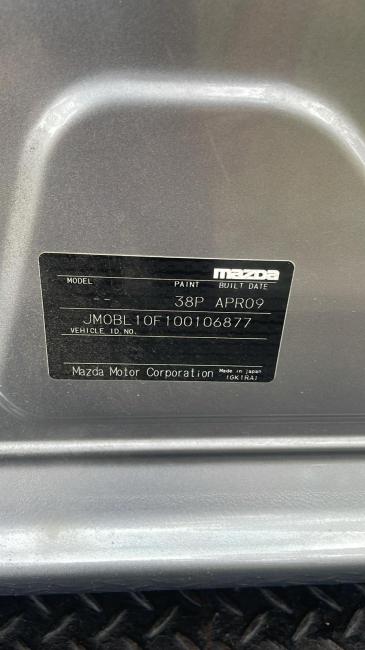 mazda
MODEL PAINT BUILT DATE
-- 38P APR09
JM0BL10F100106877
VEHICLE ID.NO.
Mazda Motor Corporation Made in japan
(GK1RA)